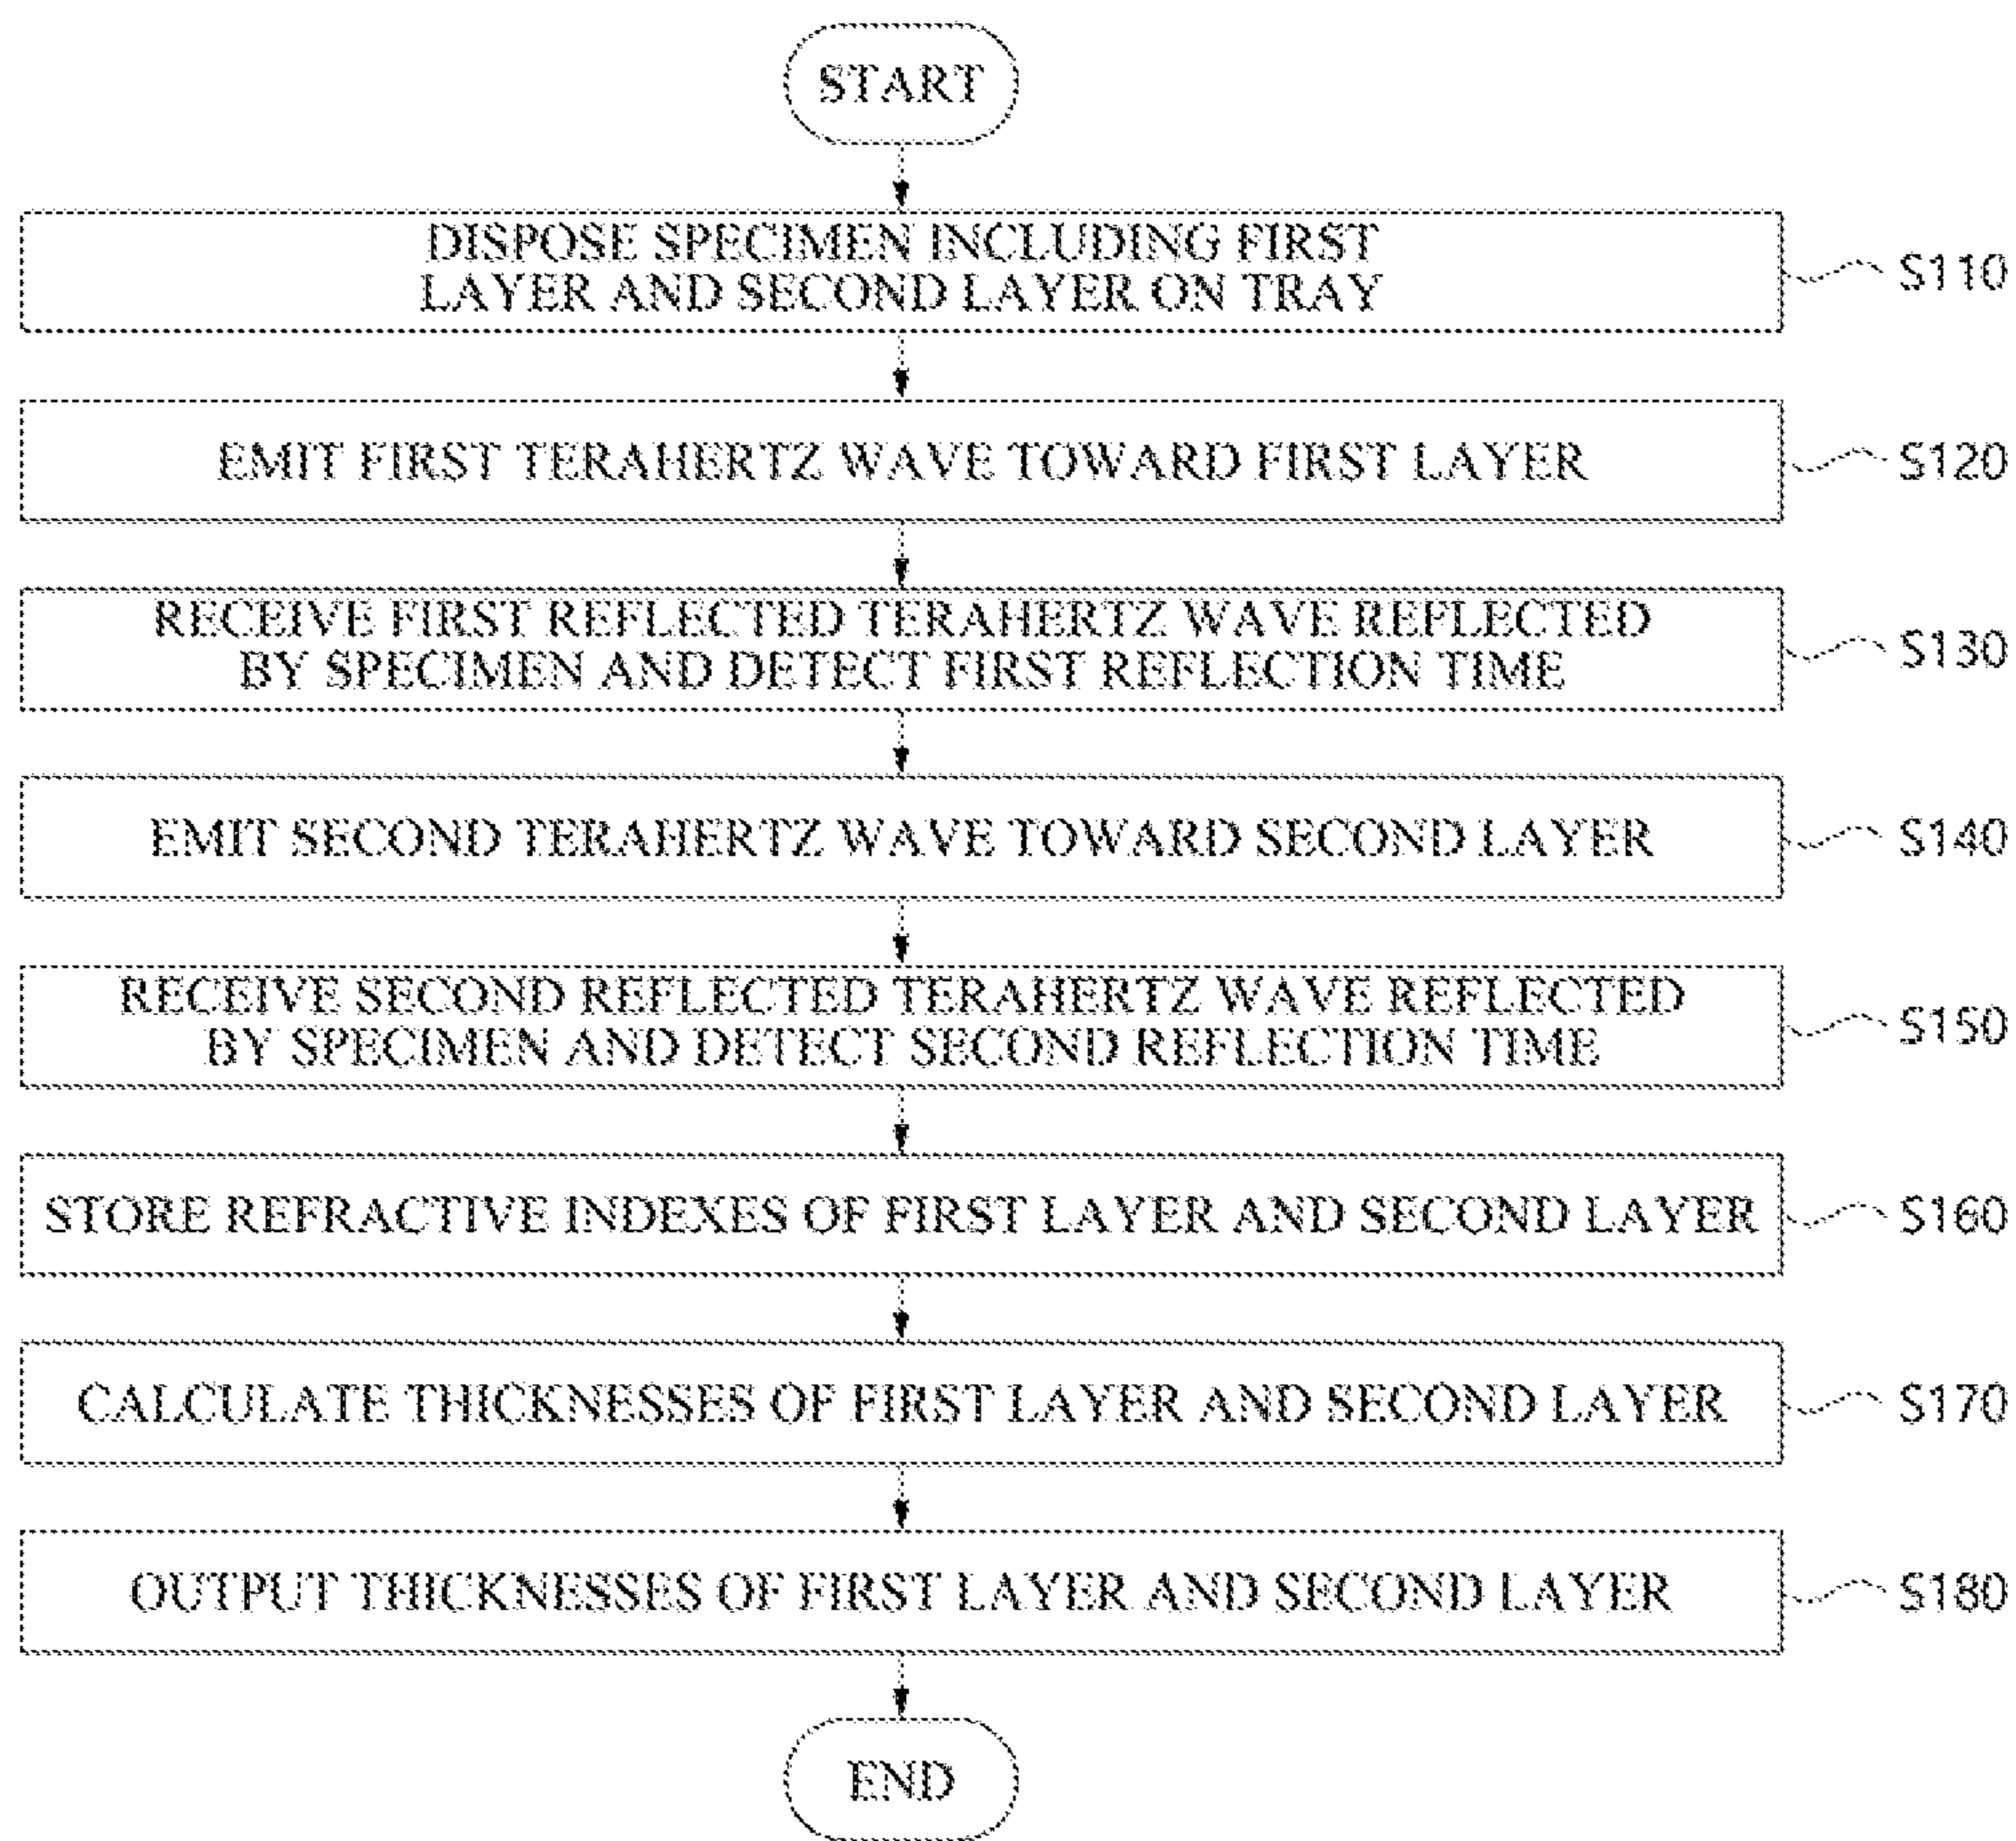 START
DISPOSE SPECIMEN INCLUDING FIRST
LAYER AND SECOND LAYER ON TRAY
S110
EMIT FIRST TERAHERTZ WAVE TOWARD FIRST LAYER
S120
RECEIVE FIRST REFLECTED TERAHERTZ WAVE REFLECTED
BY SPECIMEN AND DETECT FIRST REFLECTION TIME
S130
EMIT SECOND TERAHERTZ WAVE TOWARD SECOND LAYER
S140
RECEIVE SECOND REFLECTED TERAHERTZ WAVE REFLECTED
BY SPECIMEN AND DETECT SECOND REFLECTION TIME
S150
STORE REFRACTIVE INDEXES OF FIRST LAYER AND SECOND LAYER
S160
CALCULATE THICKNESSES OF FIRST LAYER AND SECOND LAYER
S170
OUTPUT THICKNESSES OF FIRST LAYER AND SECOND LAYER
S180
END